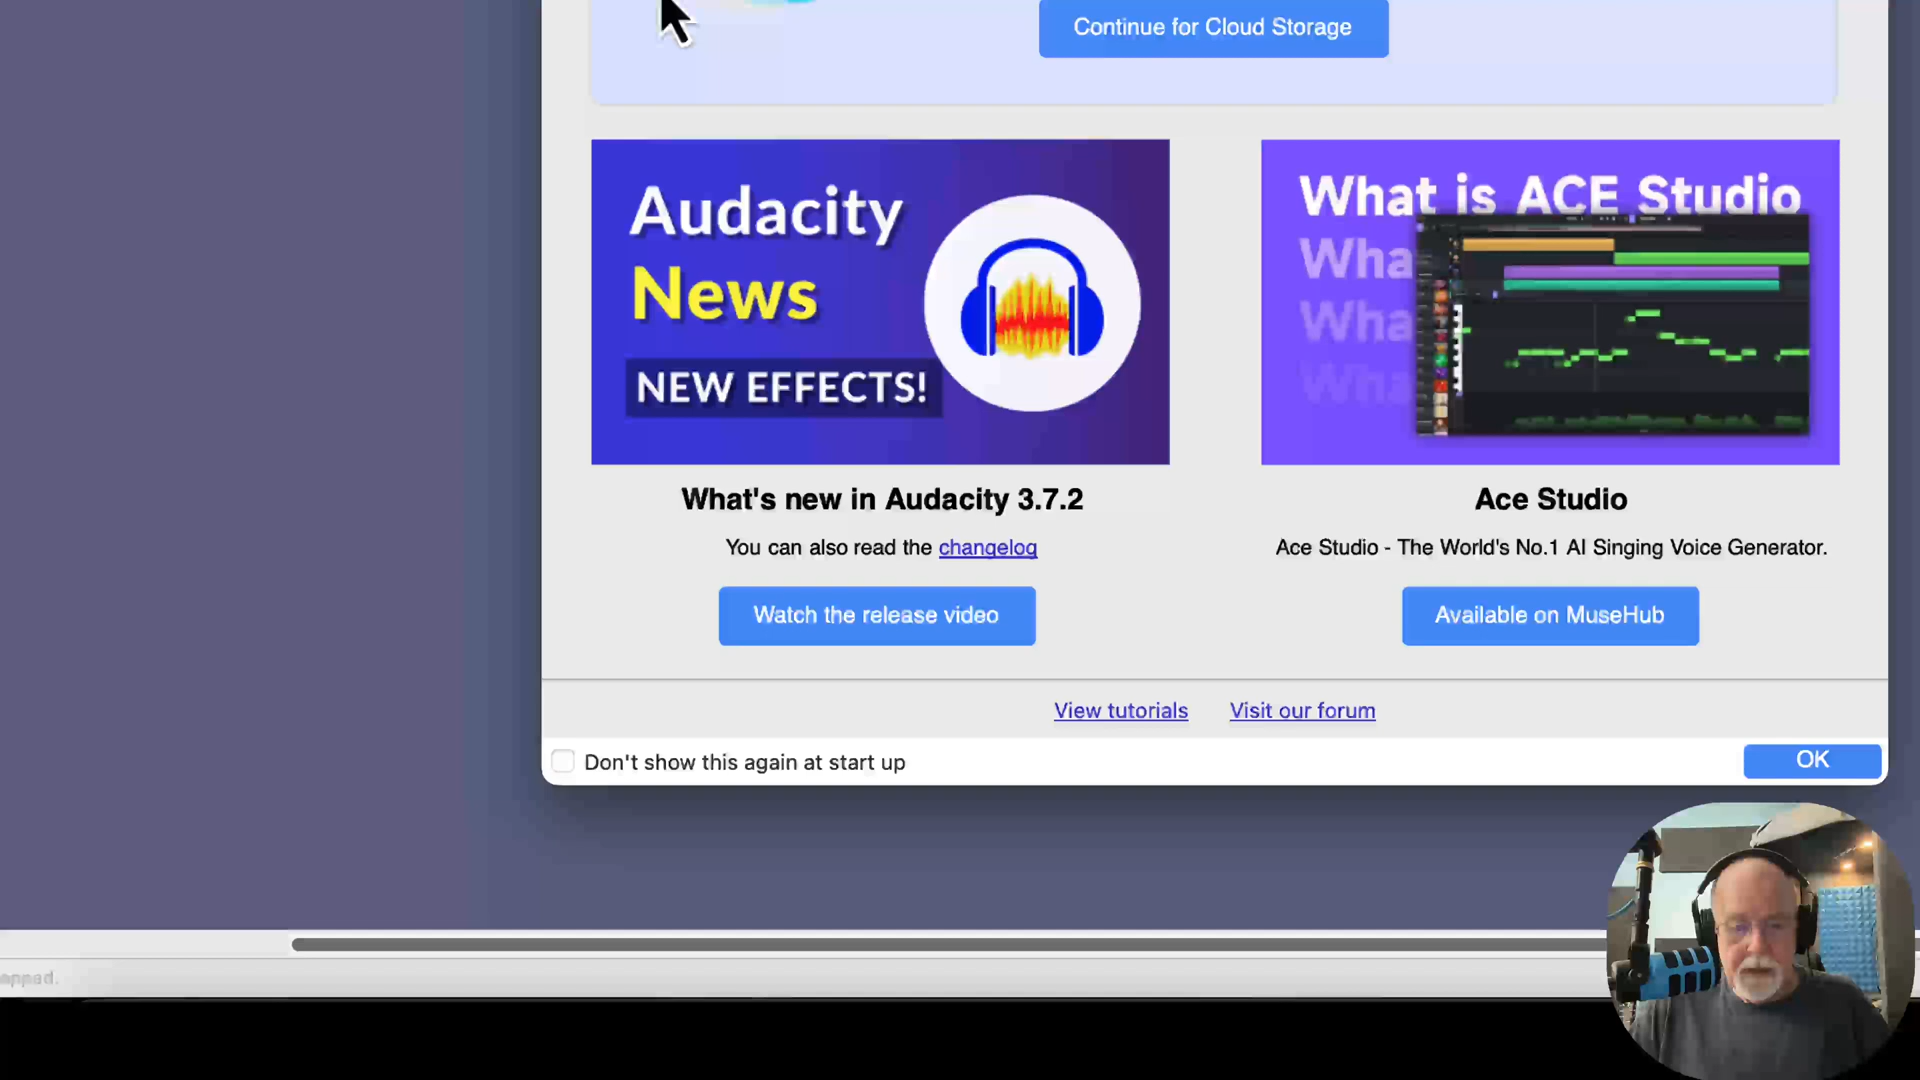 Continue for Cloud Storage
Audacity
News
NEW EFFECTS!
What is ACE Studio
Wha
Wha
Wha
What's new in Audacity 3.7.2
Ace Studio
You can also read the changelog
Ace Studio - The World's No.1 AI Singing Voice Generator.
Watch the release video
Available on MuseHub
View tutorials
Visit our forum
Don't show this again at start up
OK